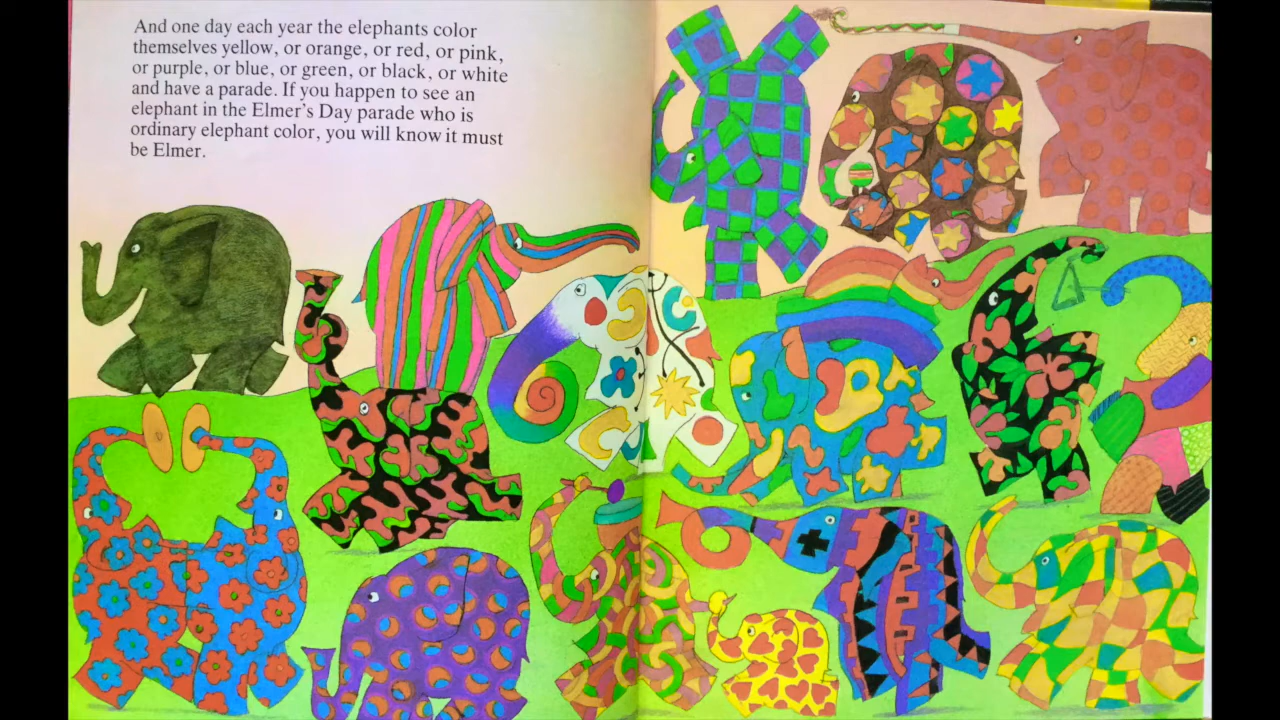 And one day each year the elephants color
themselves yellow, or orange, or red, or pink,
or purple, or blue, or green, or black, or white
and have a parade. If you happen to see an
elephant in the Elmer's Day parade who is
ordinary elephant color, you will know it must
be Elmer.